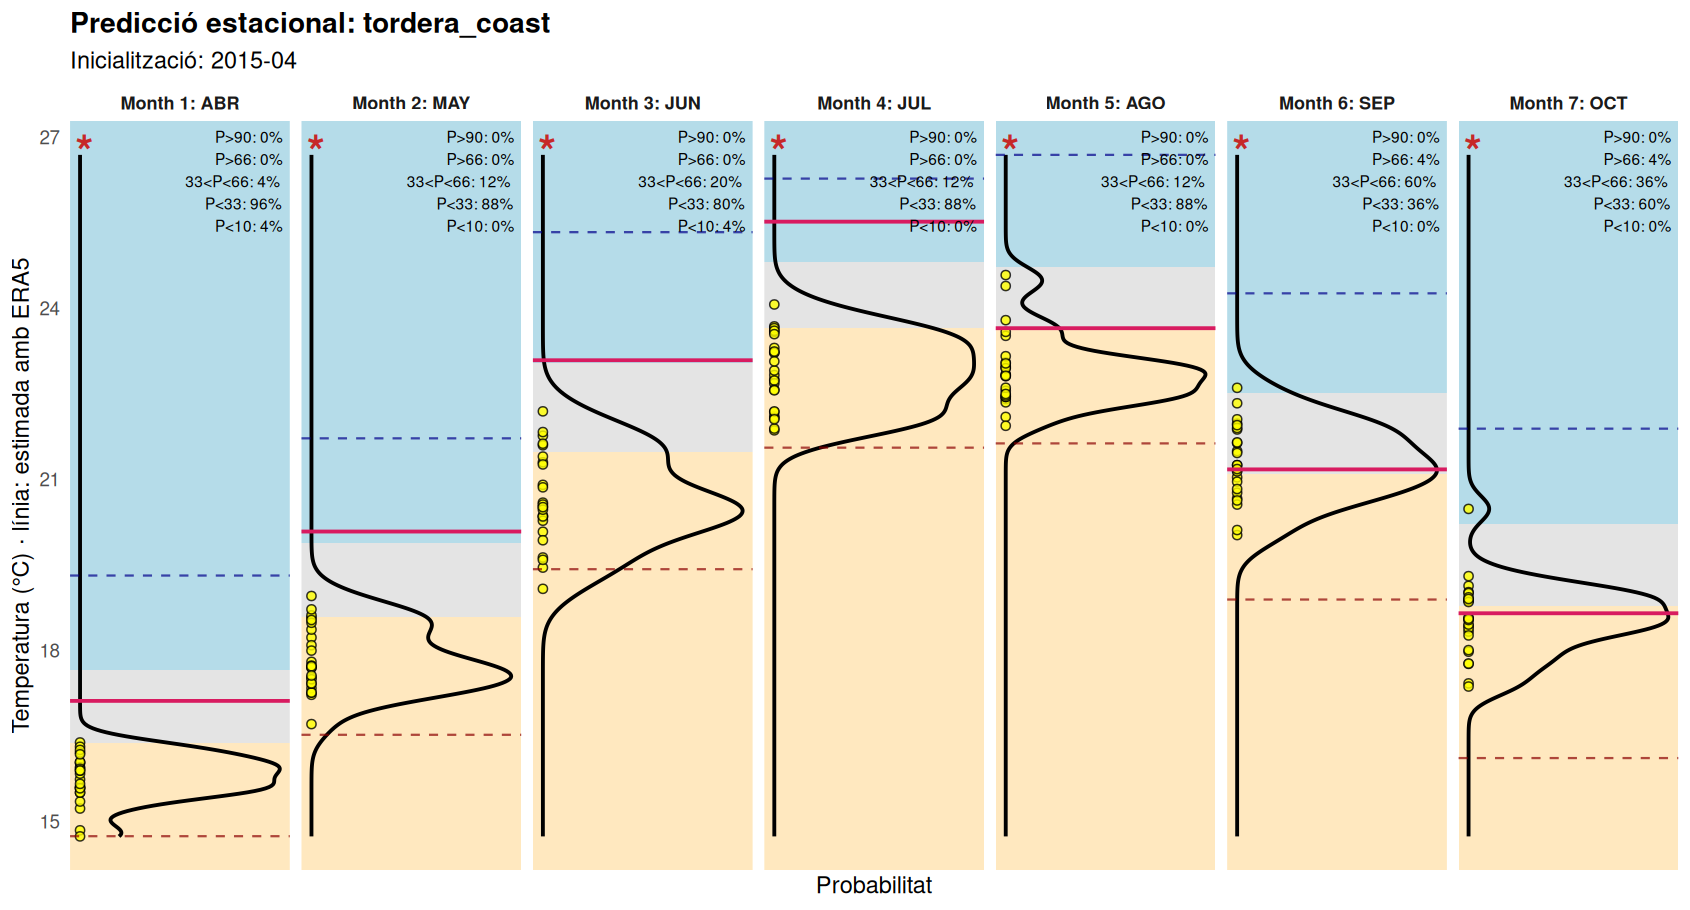 Predicció estacional: tordera_coast
Inicialització: 2015-04
Month 1: ABR
Month 2: MAY
Month 3: JUN
Month 4: JUL
Month 5: AGO
Month 6: SEP
Month 7: OCT
*
P>90: 0%
P>66: 0%
33<P<66: 4%
P<33: 96%
P<10: 4%
*
P>90: 0%
P>66: 0%
33<P<66: 12%
P<33: 88%
P<10: 0%
*
P>90: 0%
P>66: 0%
33<P<66: 20%
P<33: 80%
P<10: 4%
*
P>90: 0%
P>66: 0%
33<P<66: 12%
P<33: 88%
P<10: 0%
*
P>90: 0%
P>66: 0%
33<P<66: 12%
P<33: 88%
P<10: 0%
*
P>90: 0%
P>66: 4%
33<P<66: 60%
P<33: 36%
P<10: 0%
*
P>90: 0%
P>66: 4%
33<P<66: 36%
P<33: 60%
P<10: 0%
27
24
21
18
15
Temperatura (°C) · línia: estimada amb ERA5
Probabilitat